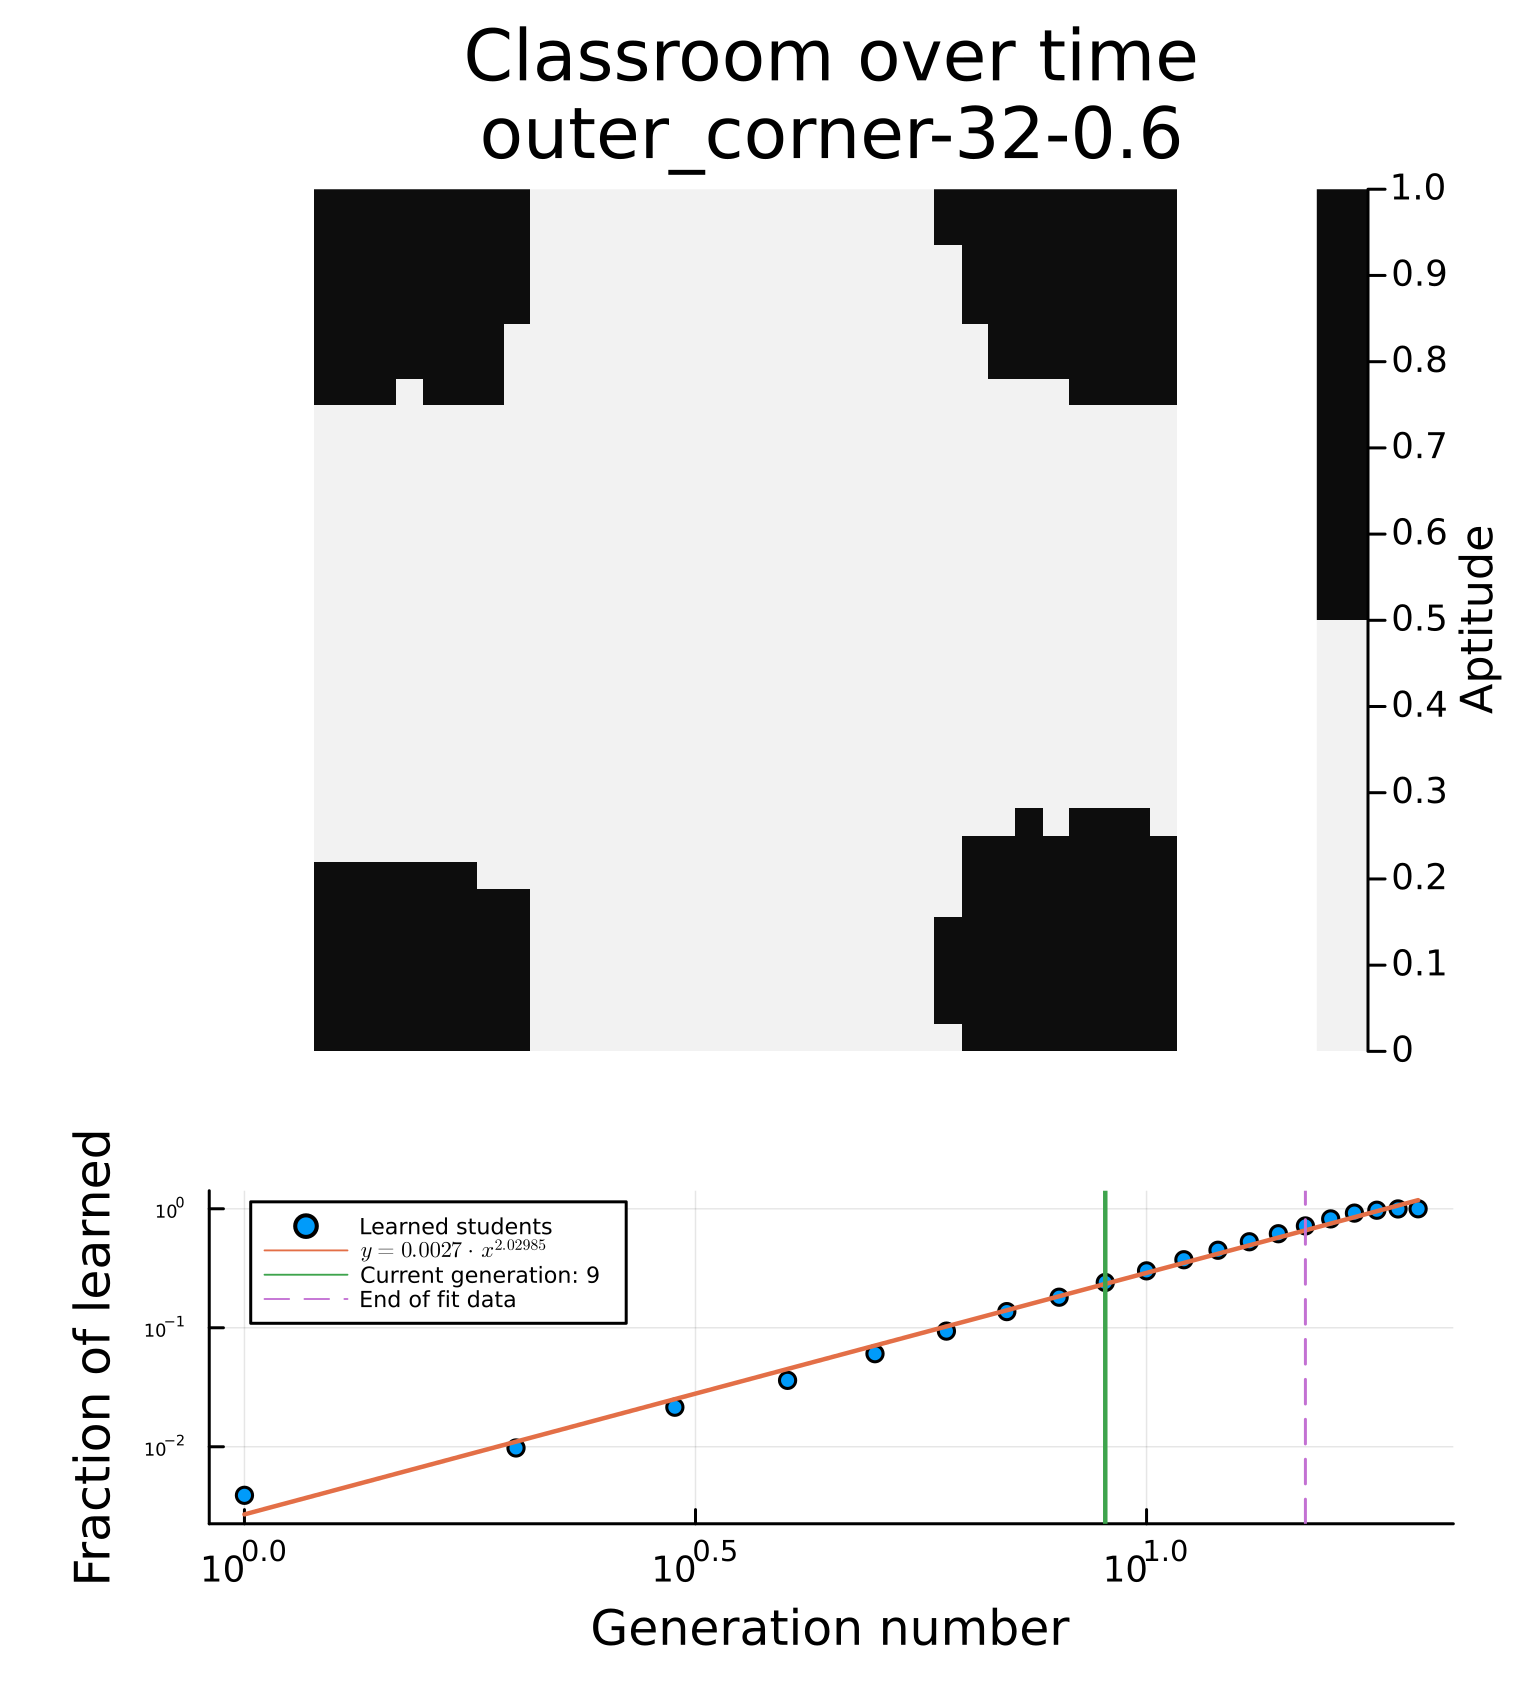 Classroom over time
outer_corner-32-0.6
1.0
0.9
0.8
0.7
0.6
0.5
0.4
0.3
0.2
0.1
0
Aptitude
Fraction of learned
10^0
10^-1
10^-2
Learned students
y = 0.0027 · x^2.02985
Current generation: 9
End of fit data
10^0.0
10^0.5
10^1.0
Generation number